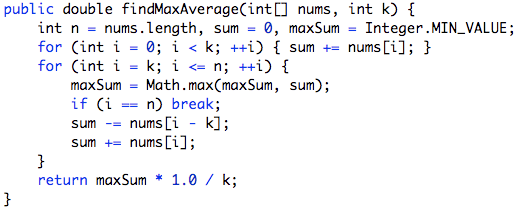 public double findMaxAverage(int[] nums, int k) {
    int n = nums.length, sum = 0, maxSum = Integer.MIN_VALUE;
    for (int i = 0; i < k; ++i) { sum += nums[i]; }
    for (int i = k; i <= n; ++i) {
        maxSum = Math.max(maxSum, sum);
        if (i == n) break;
        sum -= nums[i - k];
        sum += nums[i];
    }
    return maxSum * 1.0 / k;
}